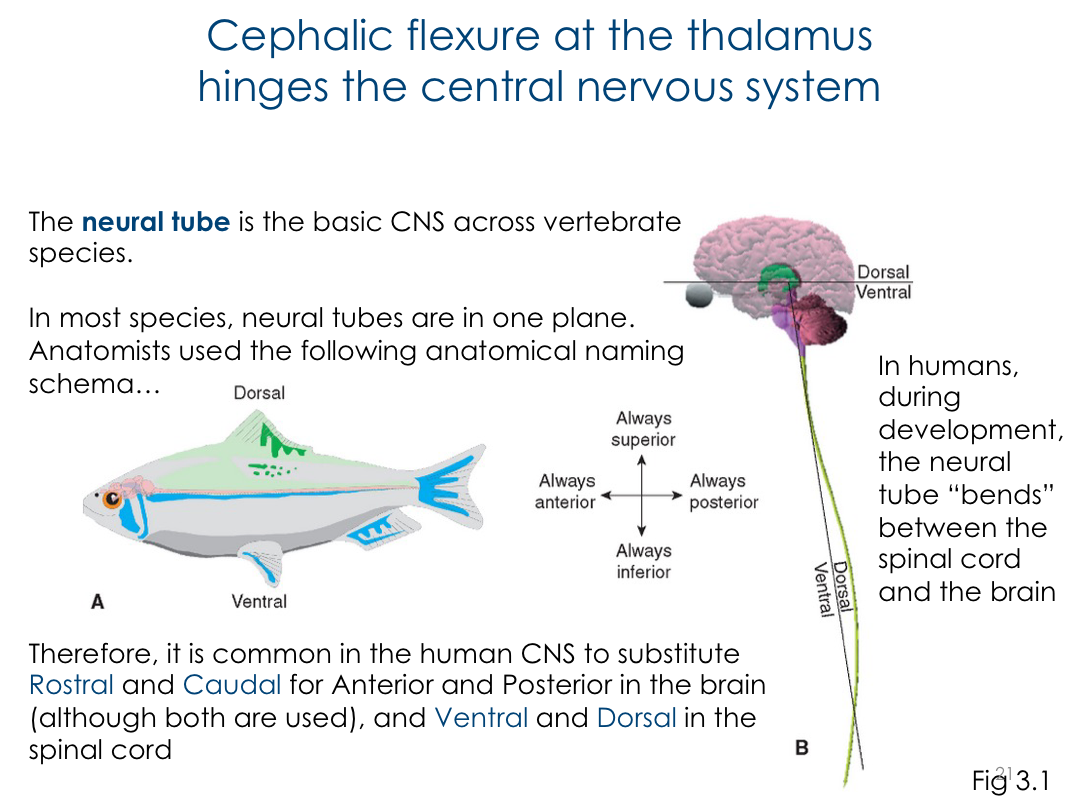 Cephalic flexure at the thalamus
hinges the central nervous system
The neural tube is the basic CNS across vertebrate
species.
In most species, neural tubes are in one plane.
Anatomists used the following anatomical naming
schema…
Dorsal
Ventral
A
Always
superior
Always
anterior
Always
posterior
Always
inferior
Dorsal
Ventral
Dorsal
Ventral
B
In humans,
during
development,
the neural
tube “bends”
between the
spinal cord
and the brain
Therefore, it is common in the human CNS to substitute
Rostral and Caudal for Anterior and Posterior in the brain
(although both are used), and Ventral and Dorsal in the
spinal cord
21
Fig 3.1